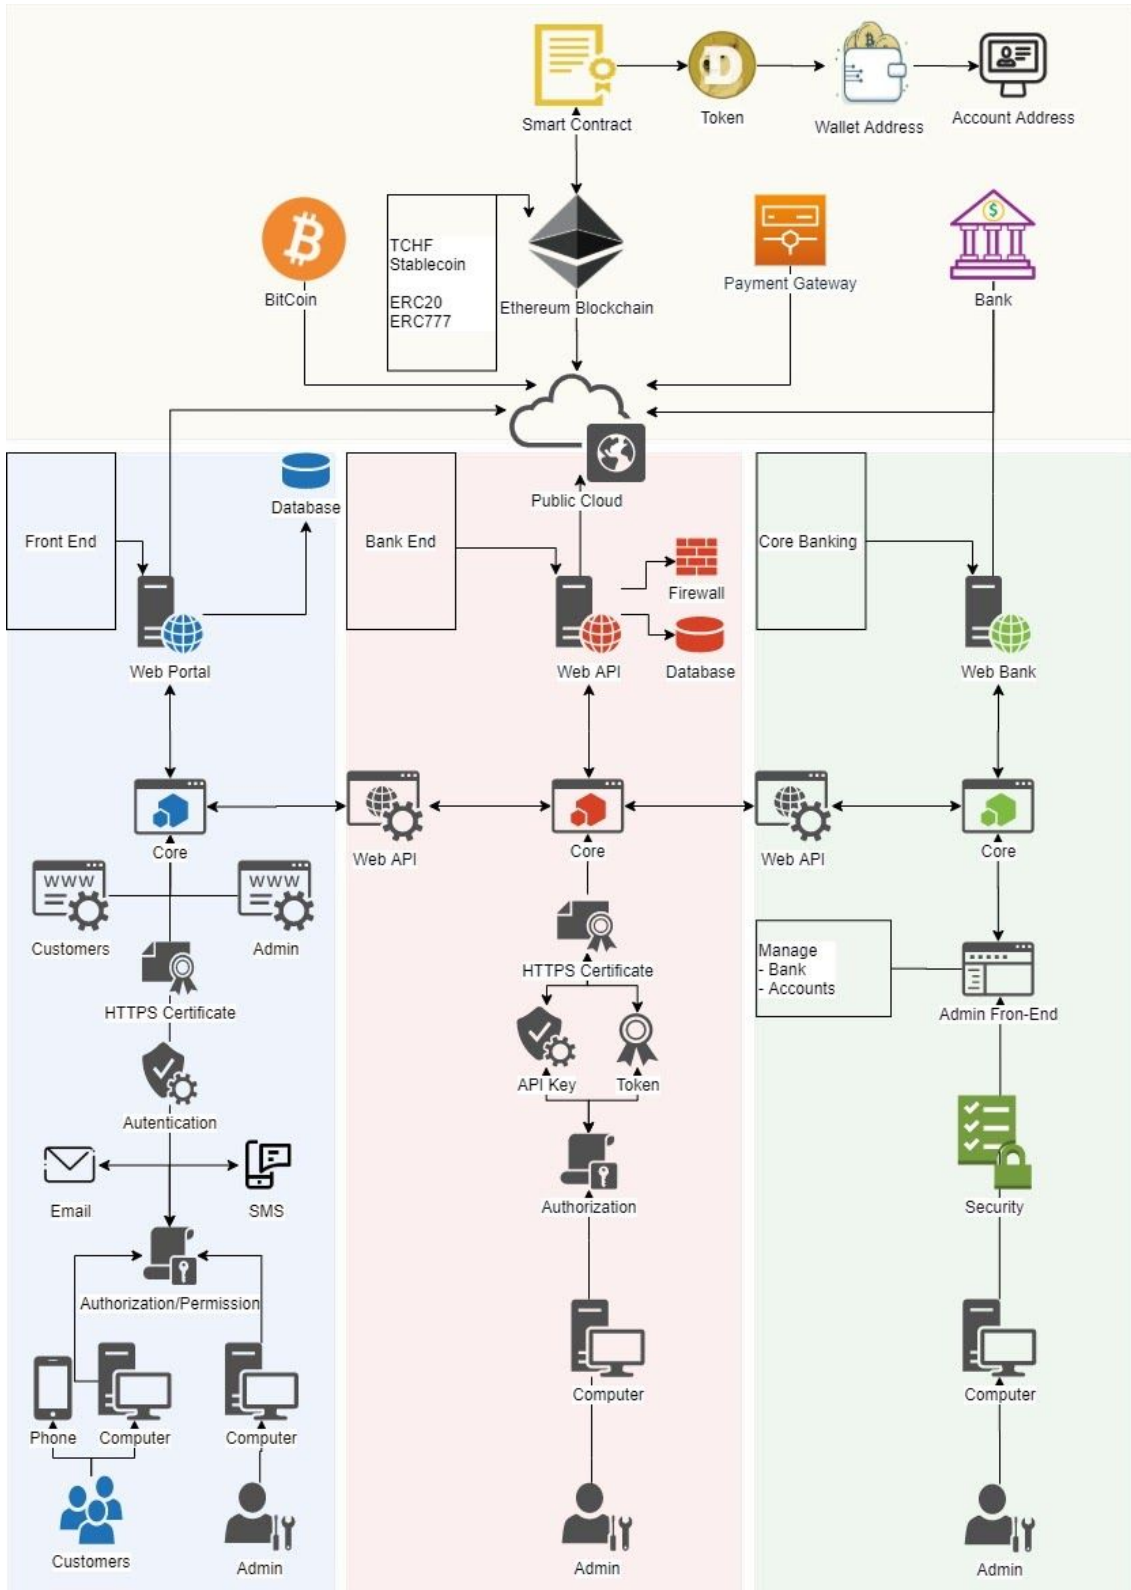 Smart Contract
Token
Wallet Address
Account Address
TCHF
Stablecoin
ERC20
ERC777
BitCoin
Ethereum Blockchain
Payment Gateway
Bank
Public Cloud
Front End
Database
Web Portal
Bank End
Firewall
Database
Web API
Core Banking
Web Bank
Core
Web API
Core
Web API
Core
WWW
Customers
WWW
Admin
HTTPS Certificate
Autentication
Email
SMS
Authorization/Permission
Phone
Computer
Computer
Customers
Admin
HTTPS Certificate
API Key
Token
Authorization
Computer
Admin
Manage
- Bank
- Accounts
Admin Fron-End
Security
Computer
Admin